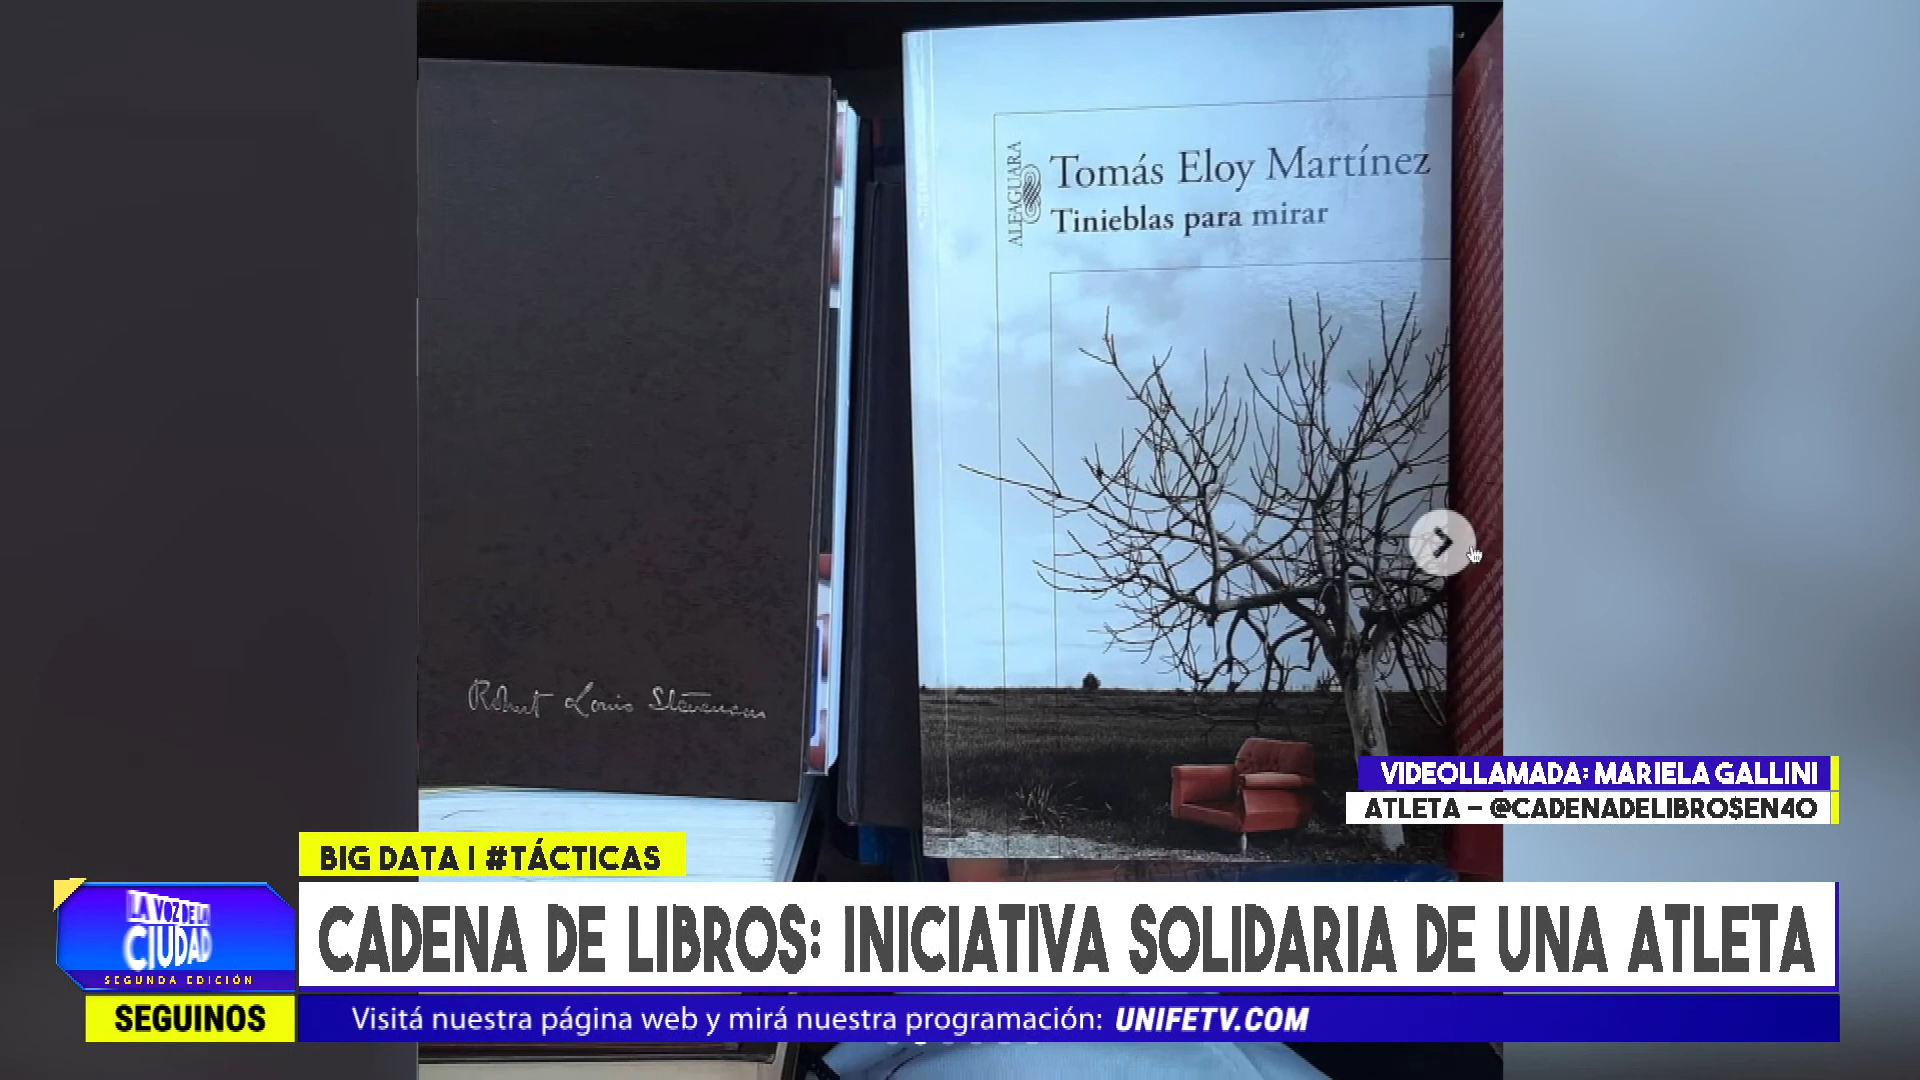 ALFAGUARA
Tomás Eloy Martínez
Tinieblas para mirar
Robert Louis Stevenson
VIDEOLLAMADA: MARIELA GALLINI
ATLETA – @CADENADELIBROSEN40
BIG DATA | #TÁCTICAS
LA VOZ DE LA
CIUDAD
SEGUNDA EDICIÓN
CADENA DE LIBROS: INICIATIVA SOLIDARIA DE UNA ATLETA
SEGUINOS
Visitá nuestra página web y mirá nuestra programación: UNIFETV.COM